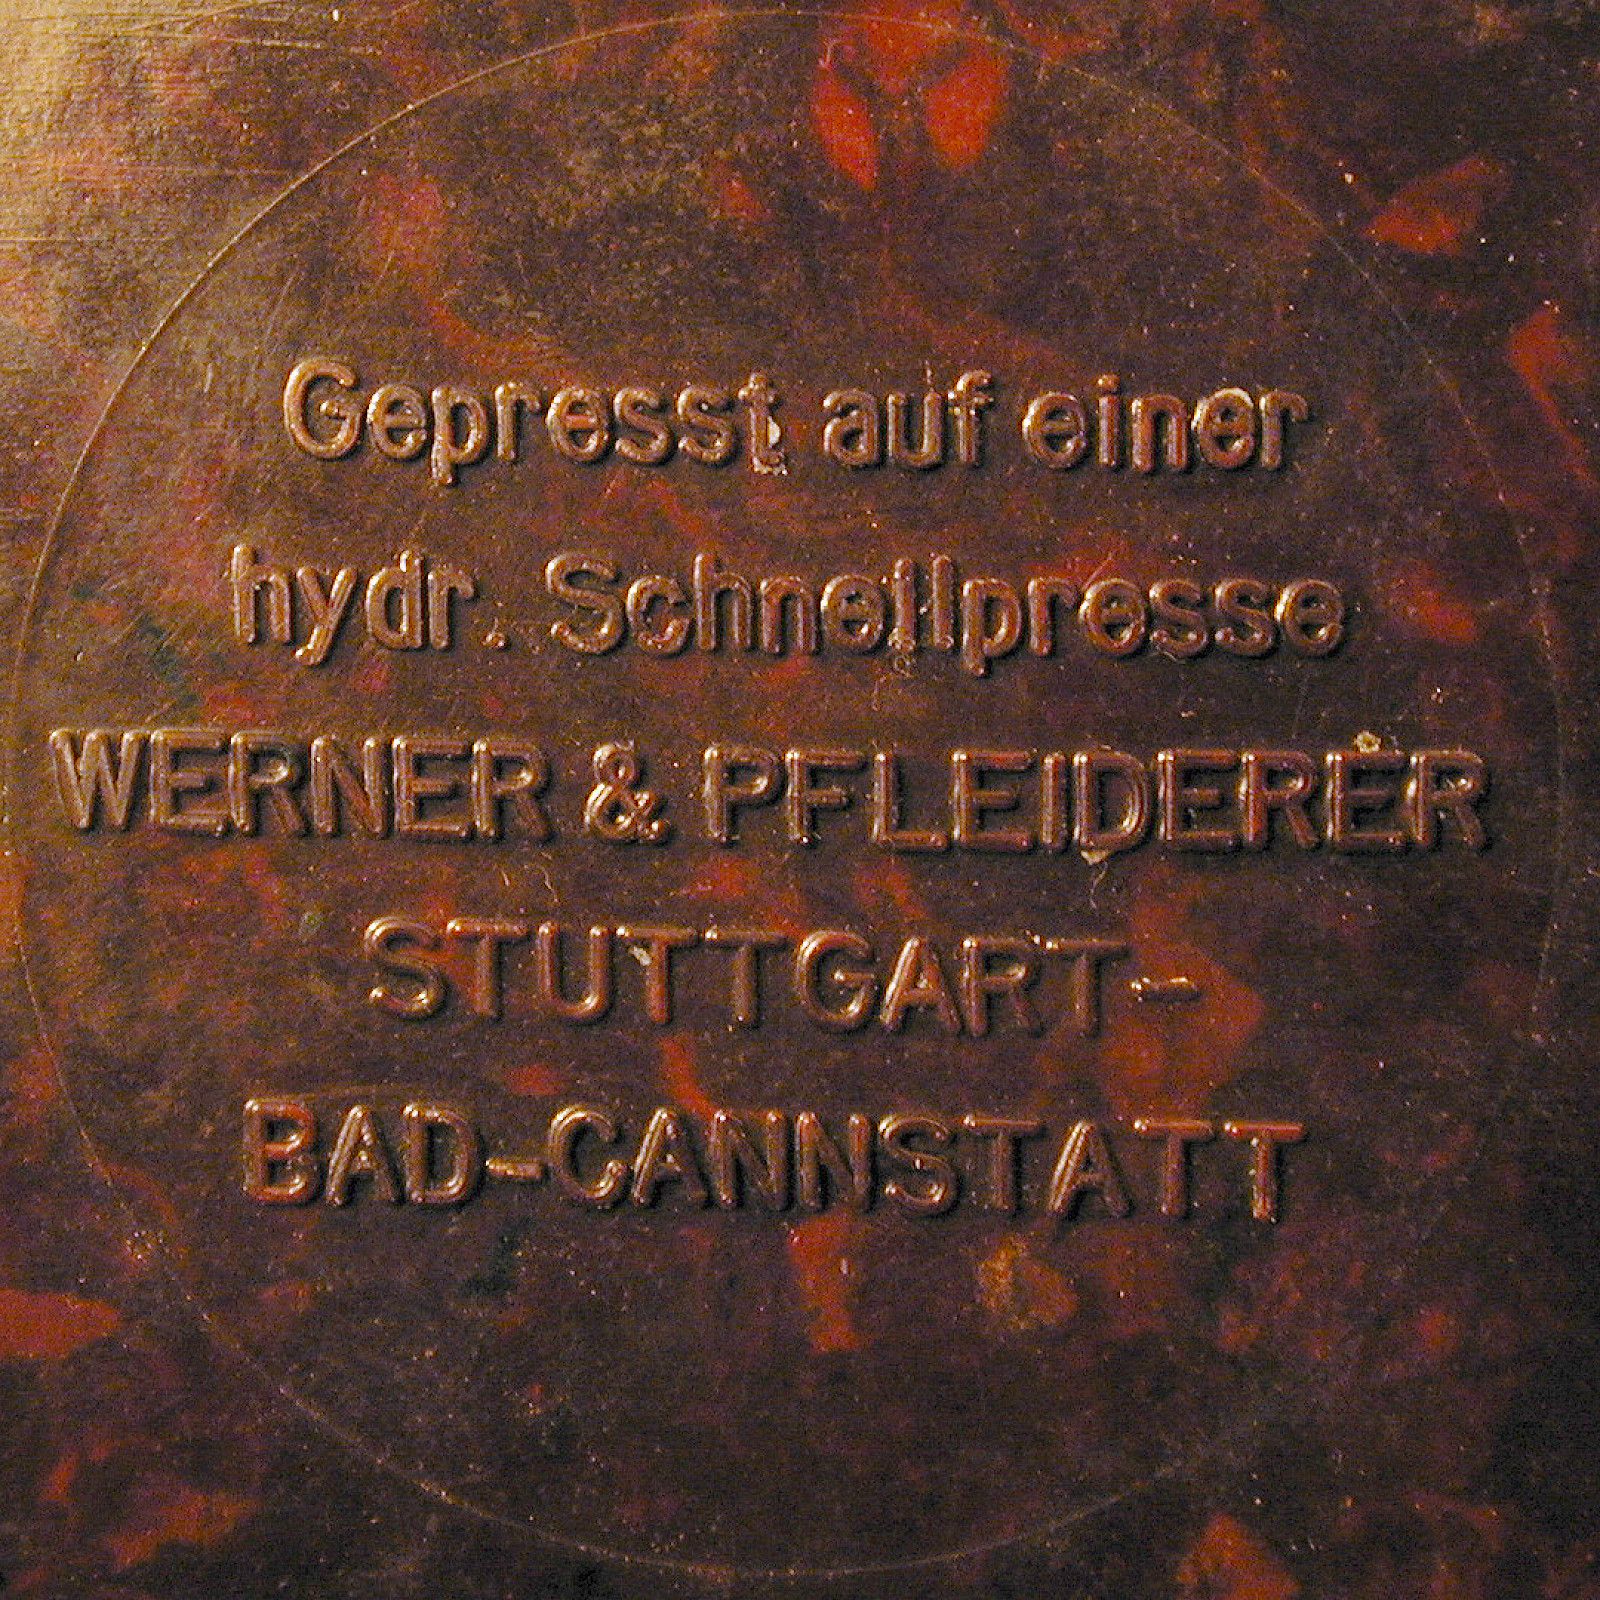 Gepresst auf einer
hydr. Schnellpresse
WERNER & PFLEIDERER
STUTTGART-
BAD-CANNSTATT